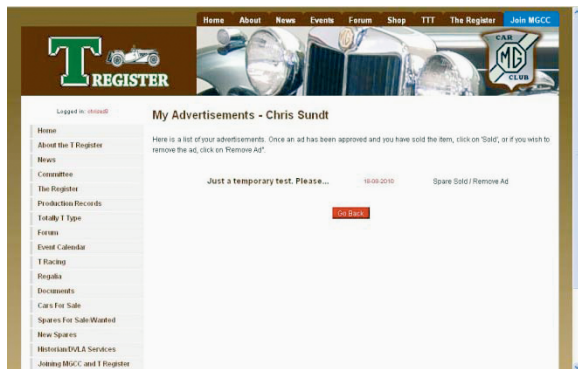 Home About News Events Forum Shop TTT The Register Join MGCC
T REGISTER
CAR
MG
CLUB
Logged in:
My Advertisements - Chris Sundt
Here is a list of your advertisements. Once an ad has been approved and you have sold the item, click on 'Sold', or if you wish to
remove the ad, click on 'Remove Ad".
Just a temporary test. Please... 18-08-2010 Spare Sold / Remove Ad
Go Back
Home
About the T Register
News
Committee
The Register
Production Records
Totally T Type
Forum
Event Calendar
T Racing
Regalia
Documents
Cars For Sale
Spares For Sale/Wanted
New Spares
Historian/DVLA Services
Joining MGCC and T Register